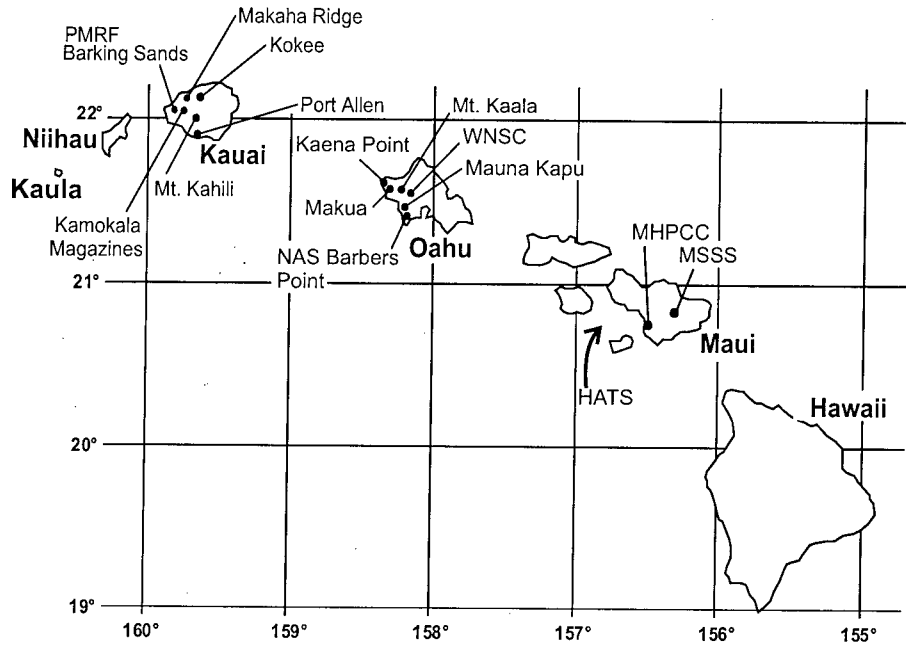 Makaha Ridge
PMRF
Barking Sands
Kokee
22°
Port Allen
Mt. Kaala
WNSC
Niihau
Kauai
Kaena Point
Mauna Kapu
Kaula
Mt. Kahili
Makua
Kamokala
Magazines
NAS Barbers
Point
Oahu
MHPCC
MSSS
21°
Maui
HATS
Hawaii
20°
19°
160°
159°
158°
157°
156°
155°